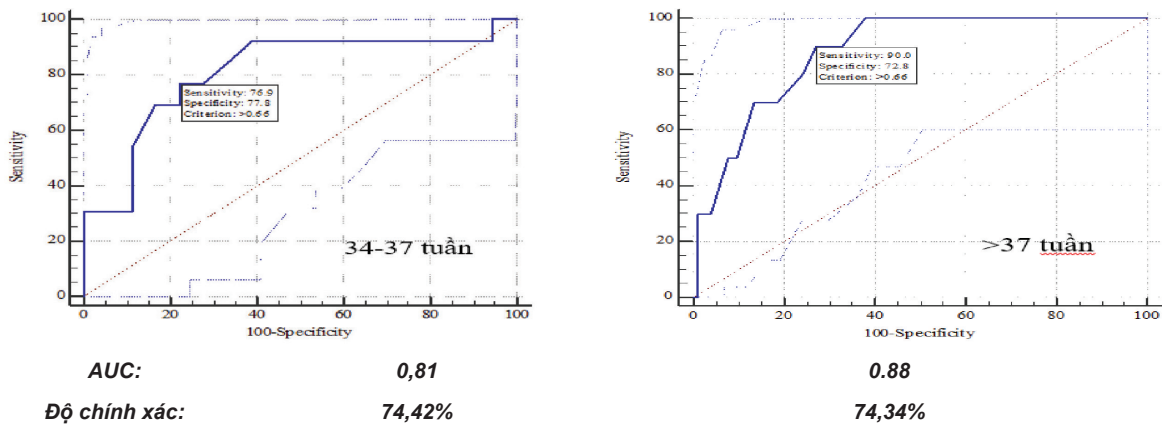 100
80
60
40
20
0
Sensitivity
Sensitivity: 76.9
Specificity: 77.8
Criterion: >0.66
34-37 tuần
0 20 40 60 80 100
100-Specificity
100
80
60
40
20
0
Sensitivity
Sensitivity: 90.0
Specificity: 72.8
Criterion: >0.66
>37 tuần
0 20 40 60 80 100
100-Specificity
AUC: 0,81 0.88
Độ chính xác: 74,42% 74,34%